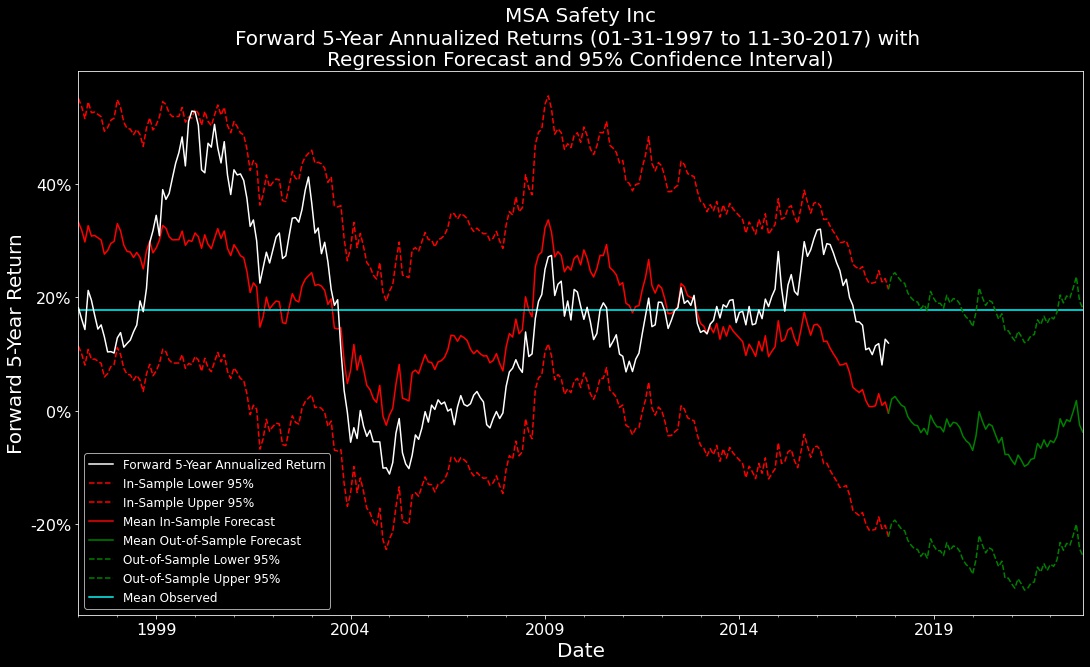 MSA Safety Inc
Forward 5-Year Annualized Returns (01-31-1997 to 11-30-2017) with
Regression Forecast and 95% Confidence Interval)
Forward 5-Year Return
40%
20%
0%
-20%
Forward 5-Year Annualized Return
In-Sample Lower 95%
In-Sample Upper 95%
Mean In-Sample Forecast
Mean Out-of-Sample Forecast
Out-of-Sample Lower 95%
Out-of-Sample Upper 95%
Mean Observed
1999 2004 2009 2014 2019
Date